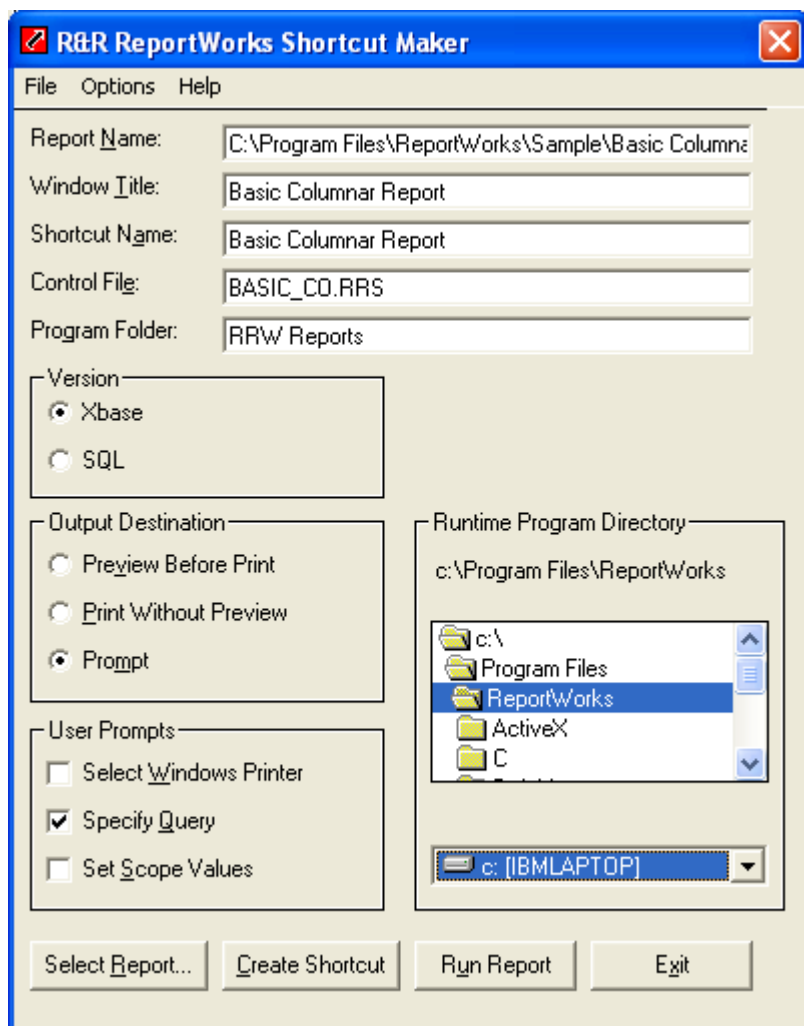 R&R ReportWorks Shortcut Maker
File Options Help
Report Name: C:\Program Files\ReportWorks\Sample\Basic Columna
Window Title: Basic Columnar Report
Shortcut Name: Basic Columnar Report
Control File: BASIC_CO.RRS
Program Folder: RRW Reports
Version
Xbase
SQL
Output Destination
Preview Before Print
Print Without Preview
Prompt
User Prompts
Select Windows Printer
Specify Query
Set Scope Values
Runtime Program Directory
c:\Program Files\ReportWorks
c:\
Program Files
ReportWorks
ActiveX
C
c: [IBMLAPTOP]
Select Report... Create Shortcut Run Report Exit